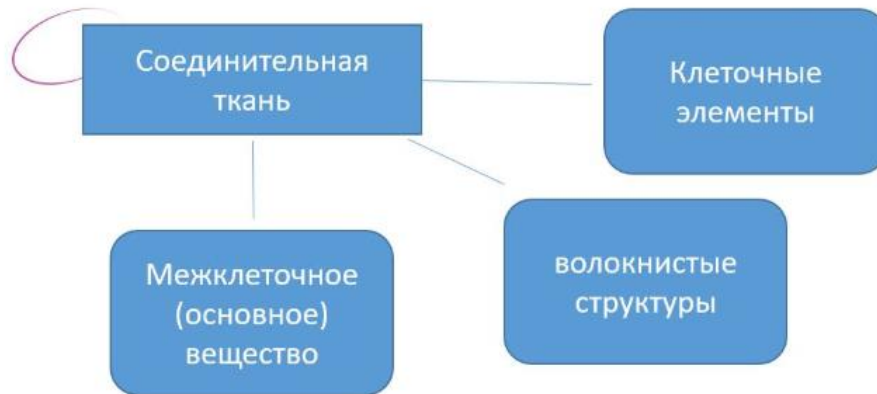 Соединительная
ткань
Клеточные
элементы
Межклеточное
(основное)
вещество
волокнистые
структуры